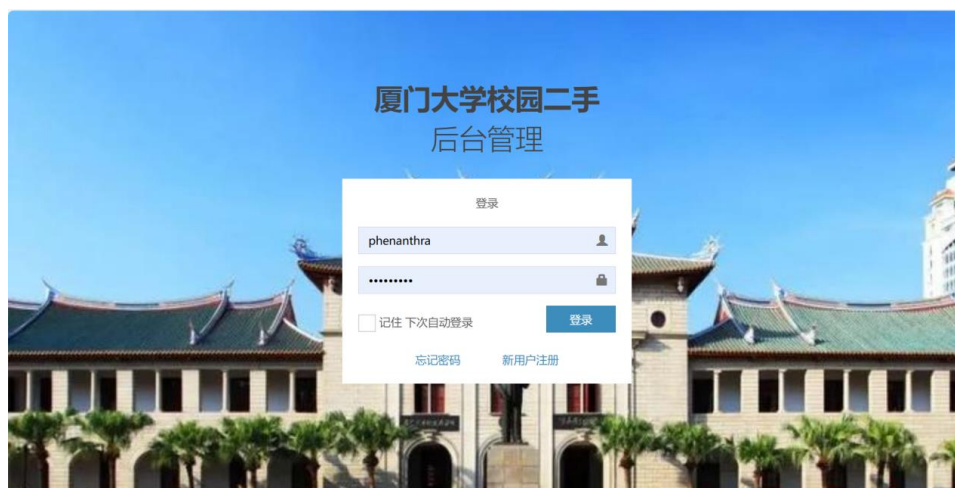 厦门大学校园二手
后台管理
登录
phenanthra
•••••••••
记住 下次自动登录
登录
忘记密码
新用户注册